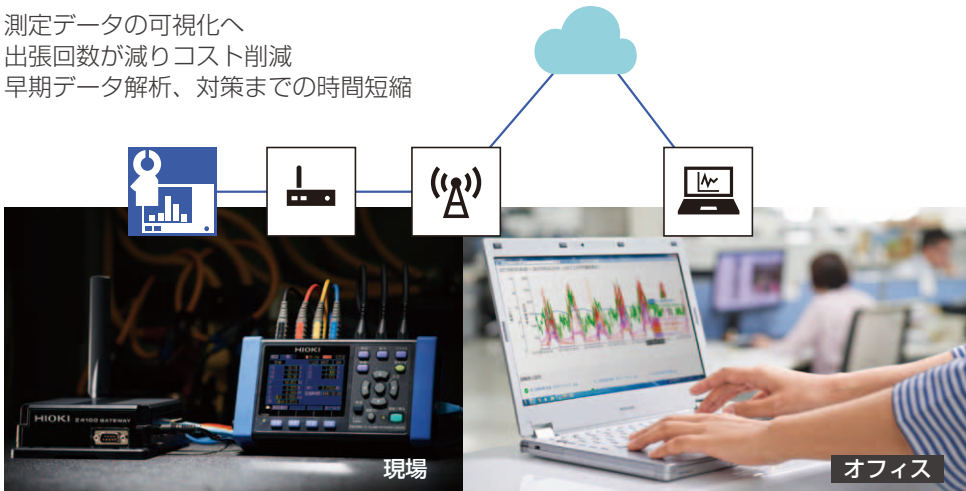 測定データの可視化へ
出張回数が減りコスト削減
早期データ解析、対策までの時間短縮
HIOKI
HIOKI Z4100 GATEWAY
現場
オフィス